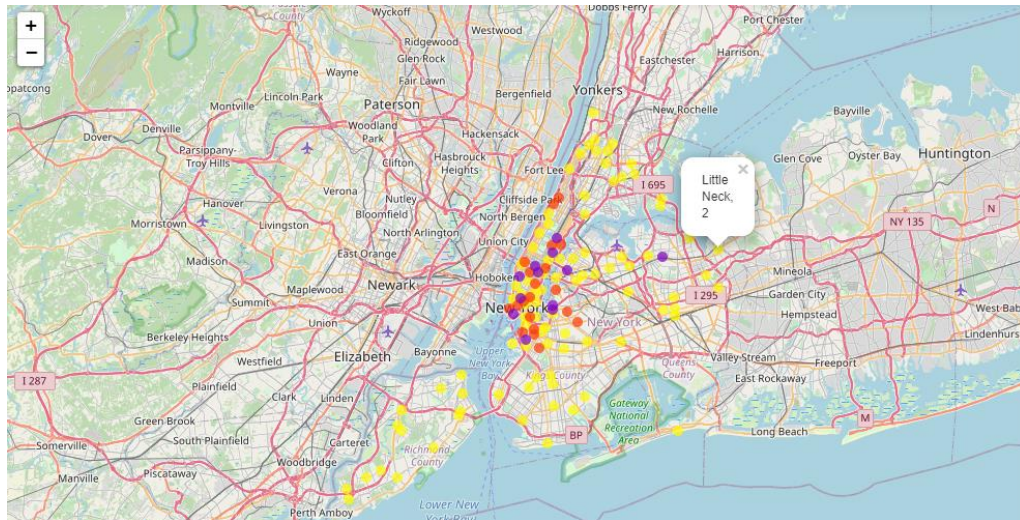 +
−
Wyckoff
Dobbs Ferry
Port Chester
Westwood
Ridgewood
Glen Rock
Eastchester
Harrison
Wayne
Fair Lawn
Yonkers
Bergenfield
New Rochelle
Lincoln Park
Montville
Paterson
Bayville
Denville
Woodland
Park
Hackensack
Dover
Parsippany-
Troy Hills
Clifton
Hasbrouck
Heights
Fort Lee
Glen Cove
Oyster Bay
Huntington
Verona
Nutley
Cliffside Park
I 695
×
Little
Neck,
2
Randolph
Hanover
Bloomfield
North Bergen
N
Morristown
Livingston
North Arlington
Union City
NY 135
Madison
East Orange
Mendham
Chatham
Maplewood
Newark
Hoboken
Mineola
Summit
New York
I 295
Garden City
Union
New York
Hempstead
West Bab
Berkeley Heights
Lindenhurs
Elizabeth
Bayonne
Upper
New York
Bay
Kings County
Queens
County
Valley Stream
Freeport
I 287
Westfield
East Rockaway
Plainfield
Linden
Clark
Gateway
National
Recreation
Area
Green Brook
Carteret
BP
Long Beach
M
Somerville
South Plainfield
Richmond
County
Woodbridge
Manville
Piscataway
Perth Amboy
Lower New
York Bay